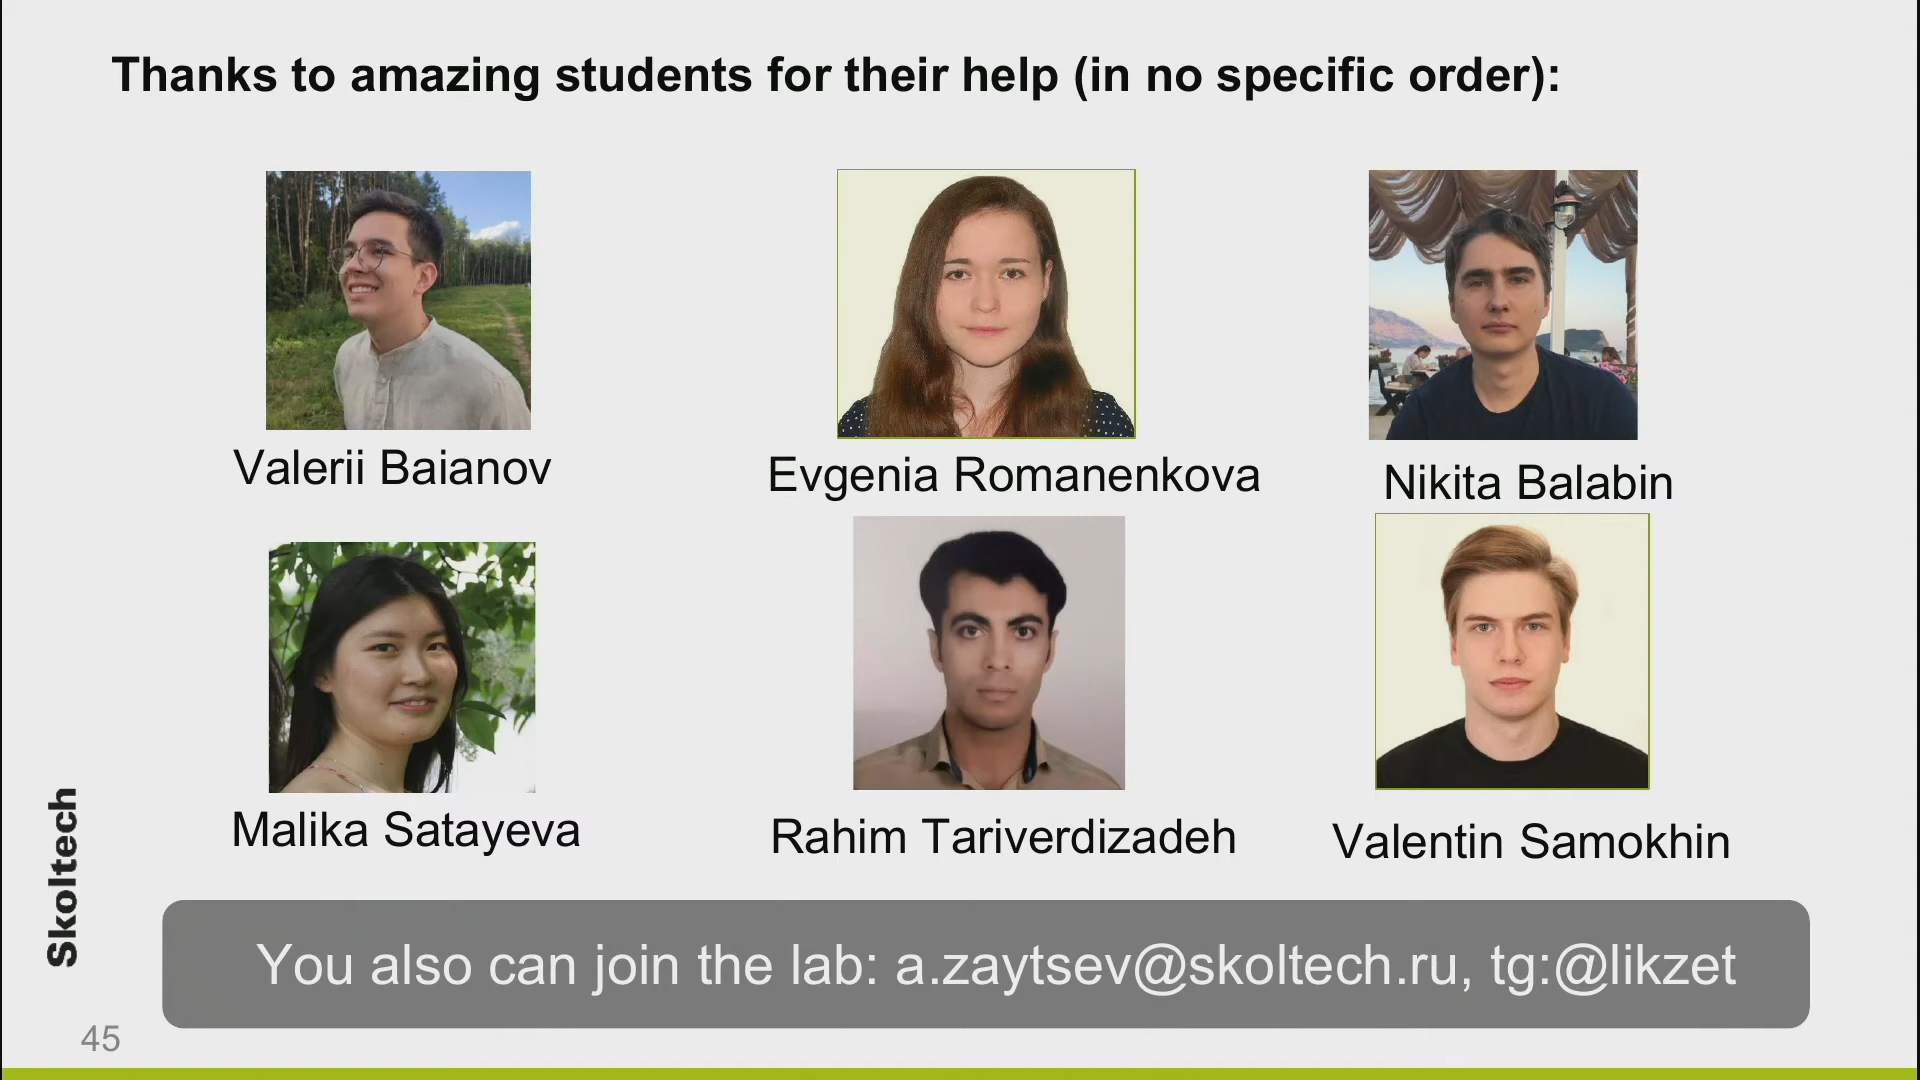 Thanks to amazing students for their help (in no specific order):
Valerii Baianov
Evgenia Romanenkova
Nikita Balabin
Malika Satayeva
Rahim Tariverdizadeh
Valentin Samokhin
Skoltech
You also can join the lab: a.zaytsev@skoltech.ru, tg:@likzet
45